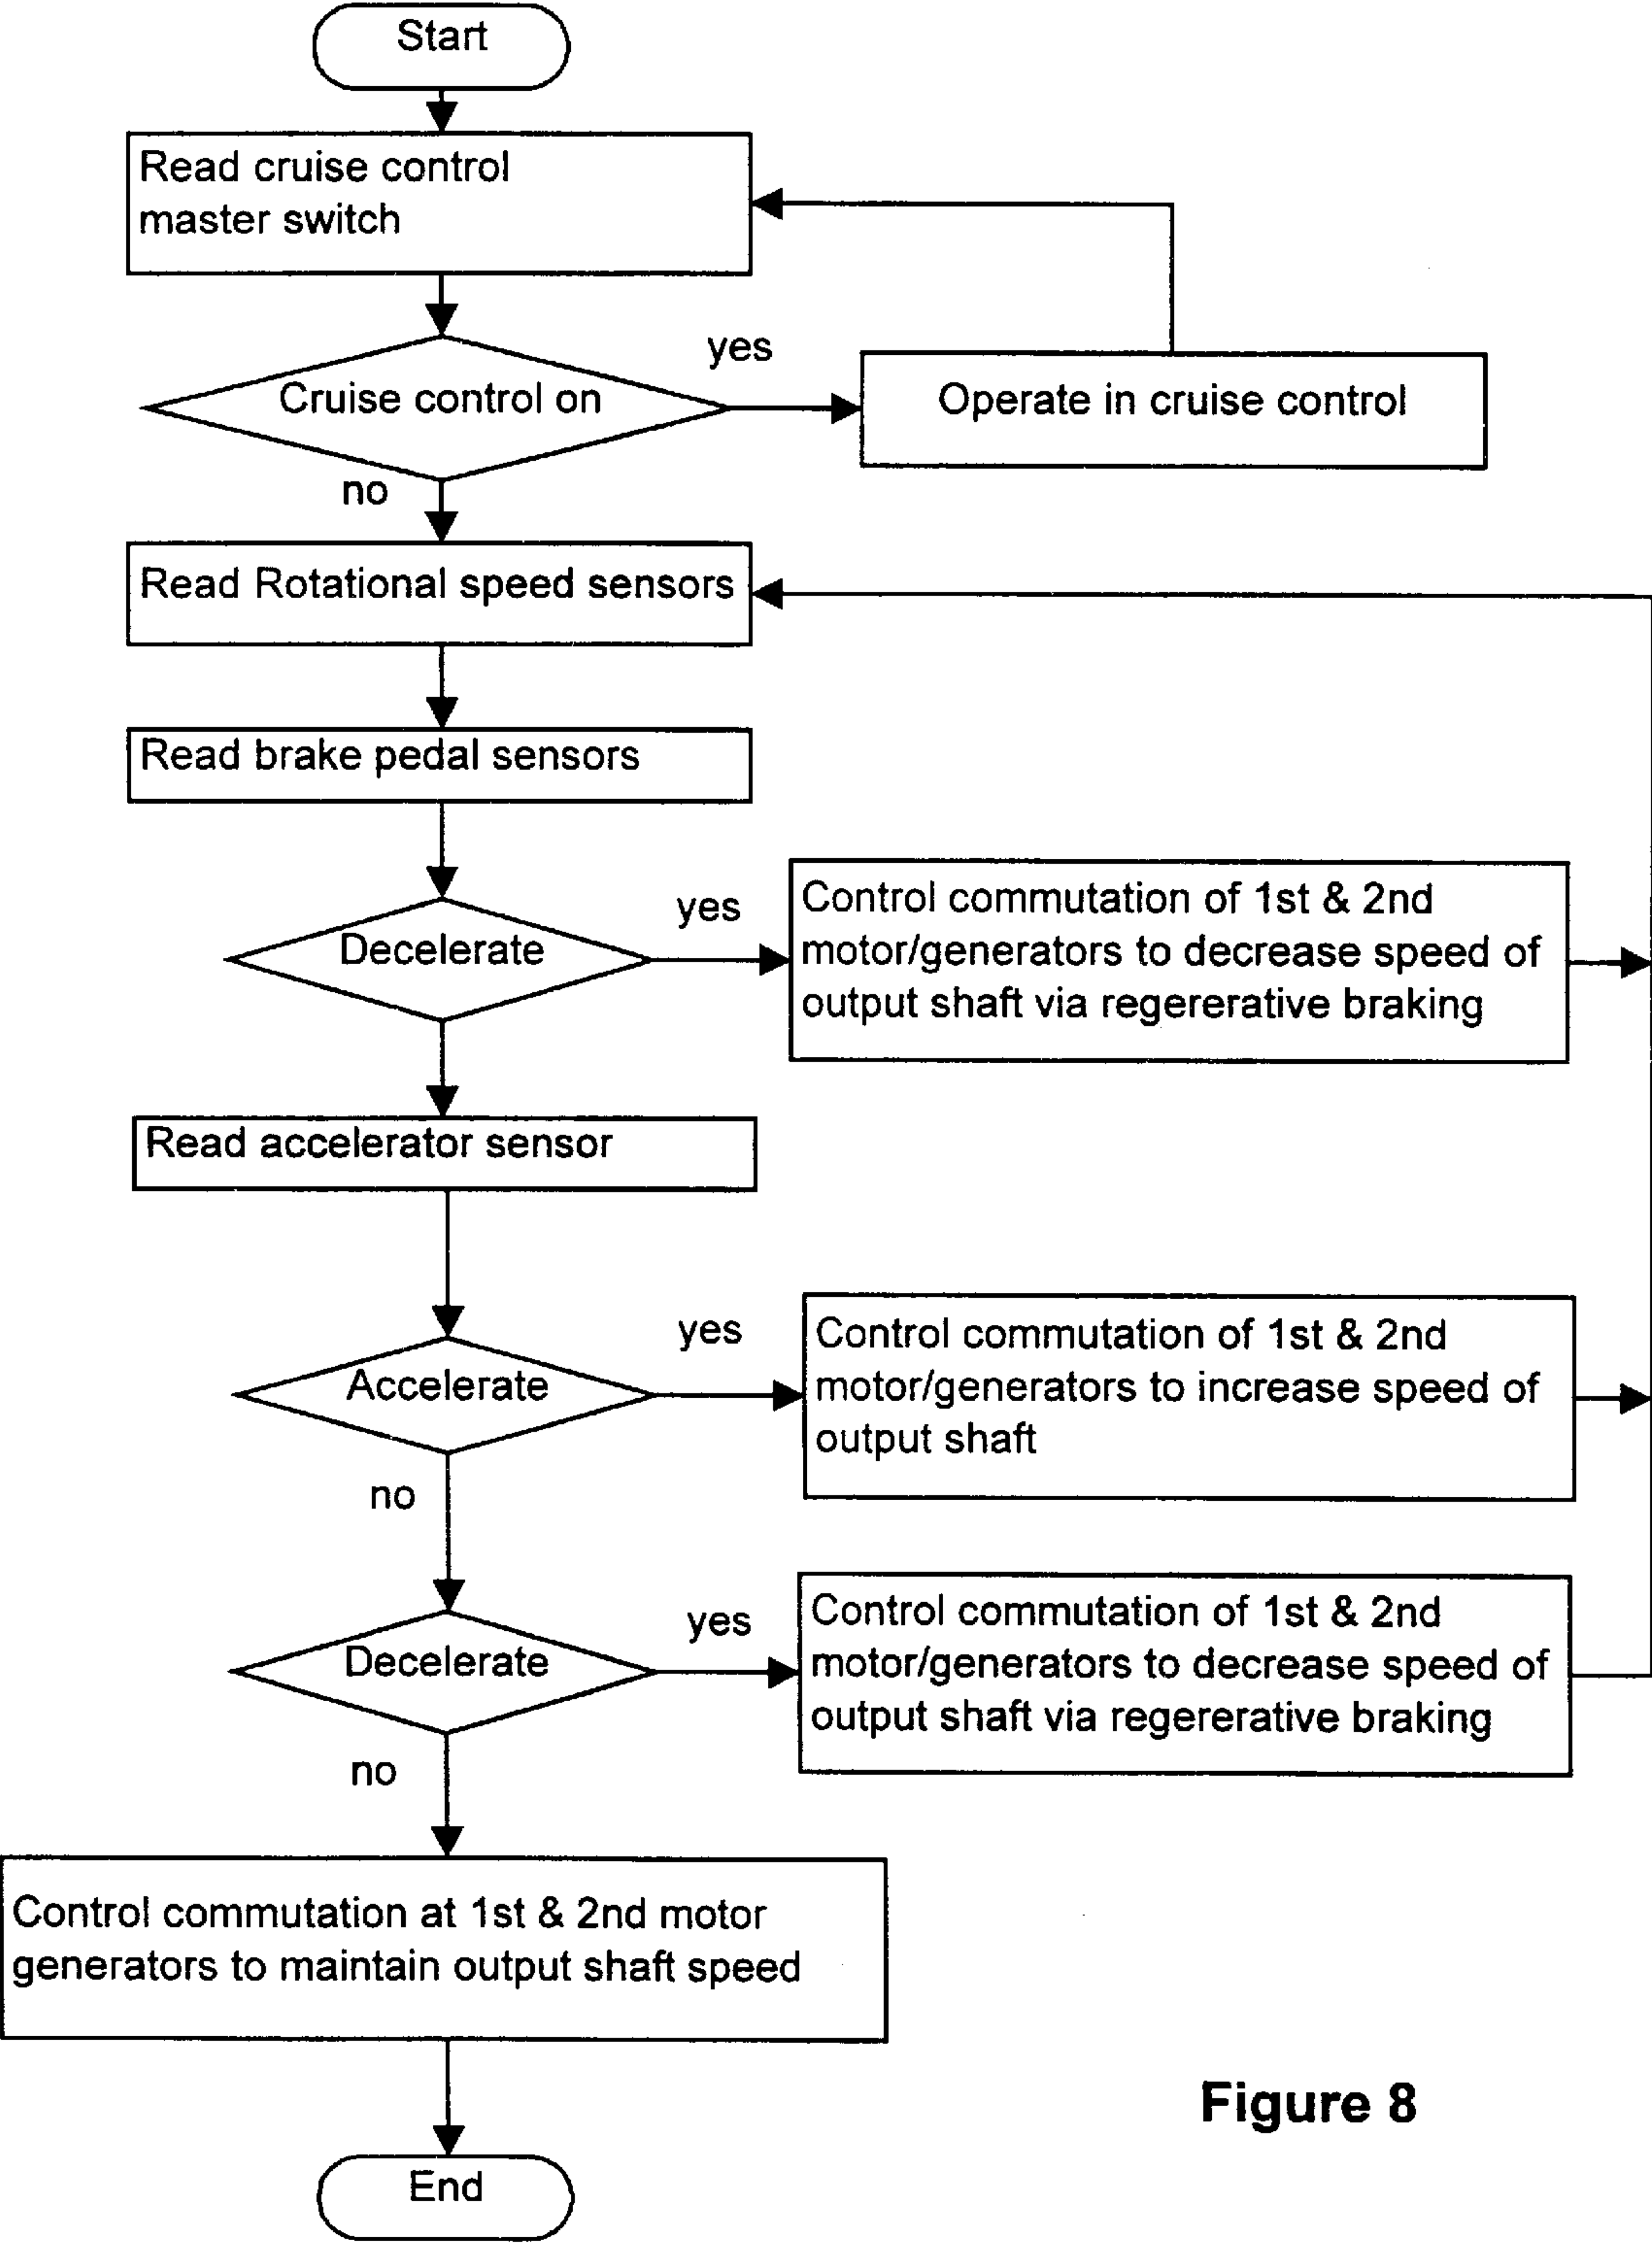 Start
Read cruise control
master switch
yes
Cruise control on
Operate in cruise control
no
Read Rotational speed sensors
Read brake pedal sensors
Decelerate
yes
Control commutation of 1st & 2nd
motor/generators to decrease speed of
output shaft via regererative braking
Read accelerator sensor
Accelerate
yes
Control commutation of 1st & 2nd
motor/generators to increase speed of
output shaft
no
Decelerate
yes
Control commutation of 1st & 2nd
motor/generators to decrease speed of
output shaft via regererative braking
no
Control commutation at 1st & 2nd motor
generators to maintain output shaft speed
End
Figure 8